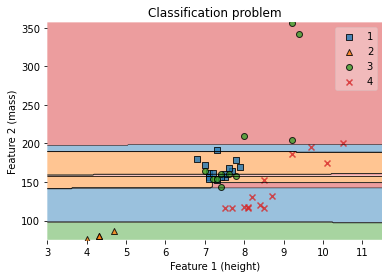 Classification problem
1
2
3
4
Feature 2 (mass)
350
300
250
200
150
100
3 4 5 6 7 8 9 10 11
Feature 1 (height)